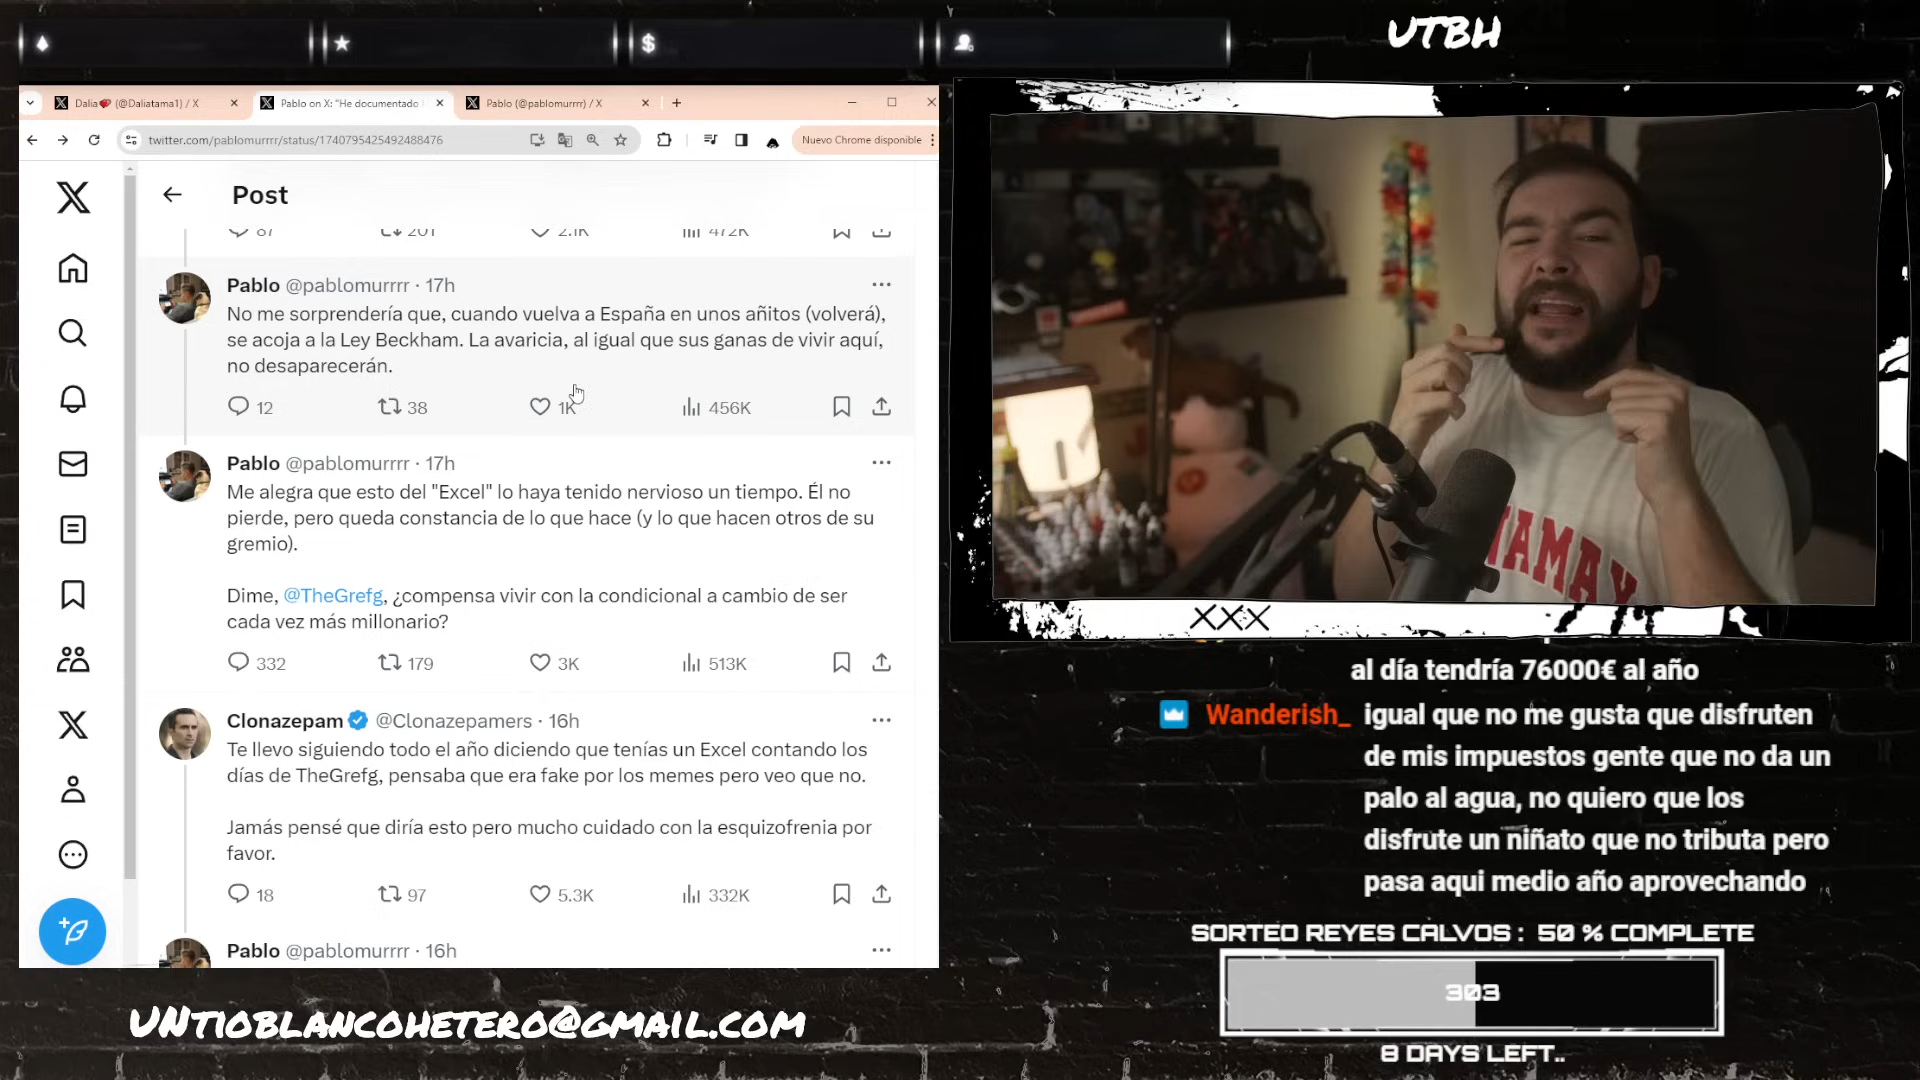 UTBH
$
Dalia❤️ (@Daliatama1) / X
Pablo on X: "He documentado
Pablo (@pablomurrrr) / X
twitter.com/pablomurrrr/status/1740795425492488476
Nuevo Chrome disponible
Post
87 201 2.1K 472K
Pablo @pablomurrrr · 17h
No me sorprendería que, cuando vuelva a España en unos añitos (volverá),
se acoja a la Ley Beckham. La avaricia, al igual que sus ganas de vivir aquí,
no desaparecerán.
12 38 1K 456K
Pablo @pablomurrrr · 17h
Me alegra que esto del "Excel" lo haya tenido nervioso un tiempo. Él no
pierde, pero queda constancia de lo que hace (y lo que hacen otros de su
gremio).
Dime, @TheGrefg, ¿compensa vivir con la condicional a cambio de ser
cada vez más millonario?
332 179 3K 513K
Clonazepam @Clonazepamers · 16h
Te llevo siguiendo todo el año diciendo que tenías un Excel contando los
días de TheGrefg, pensaba que era fake por los memes pero veo que no.
Jamás pensé que diría esto pero mucho cuidado con la esquizofrenia por
favor.
18 97 5.3K 332K
Pablo @pablomurrrr · 16h
UNTIOBLANCOHETERO@GMAIL.COM
XXX
al día tendría 76000€ al año
Wanderish_ igual que no me gusta que disfruten
de mis impuestos gente que no da un
palo al agua, no quiero que los
disfrute un niñato que no tributa pero
pasa aqui medio año aprovechando
SORTEO REYES CALVOS : 50 % COMPLETE
303
8 DAYS LEFT..